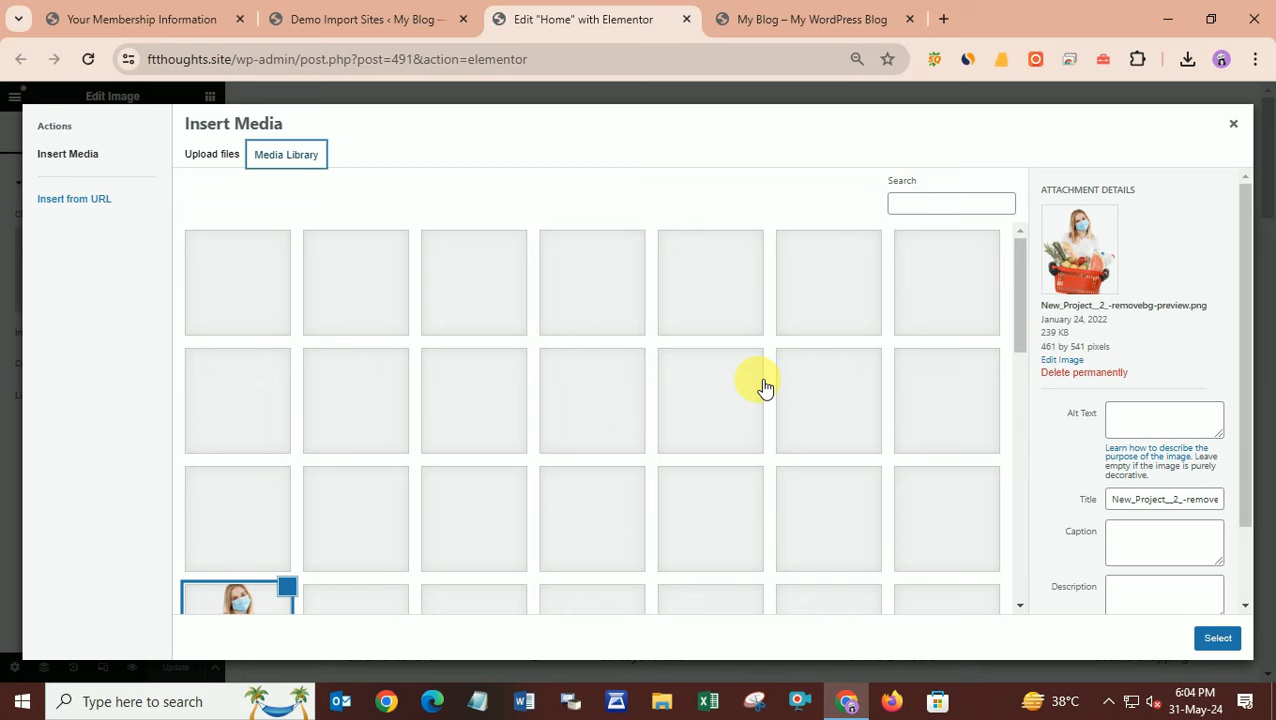 Your Membership Information
Demo Import Sites ‹ My Blog —
Edit "Home" with Elementor
My Blog – My WordPress Blog
ftthoughts.site/wp-admin/post.php?post=491&action=elementor
Edit Image
Actions
Insert Media
Insert from URL
Insert Media
Upload files
Media Library
Search
ATTACHMENT DETAILS
New_Project__2_-removebg-preview.png
January 24, 2022
239 KB
461 by 541 pixels
Edit Image
Delete permanently
Alt Text
Learn how to describe the
purpose of the image. Leave
empty if the image is purely
decorative.
Title
New_Project__2_-remove
Caption
Description
Select
Update
Type here to search
38°C
6:04 PM
31-May-24